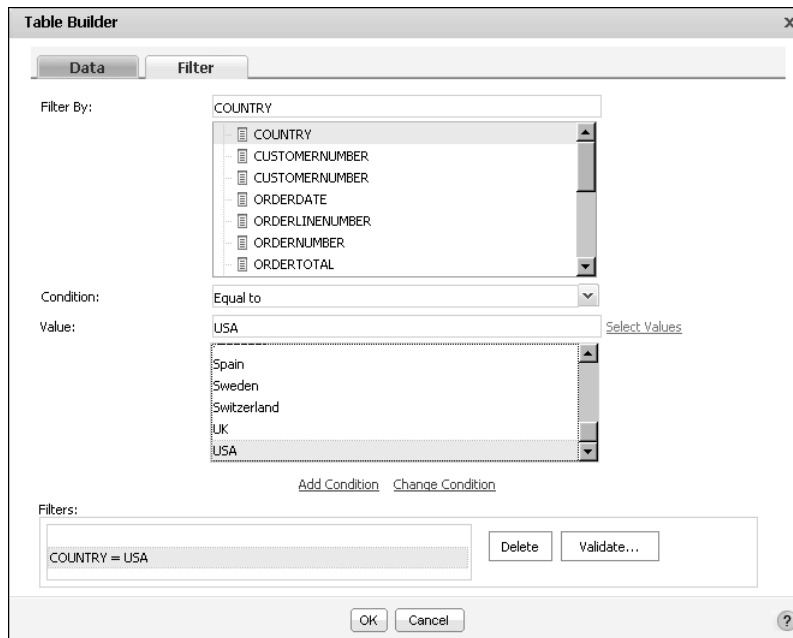 Table Builder x
Data Filter
Filter By: COUNTRY
COUNTRY
CUSTOMERNUMBER
CUSTOMERNUMBER
ORDERDATE
ORDERLINENUMBER
ORDERNUMBER
ORDERTOTAL
Condition: Equal to
Value: USA Select Values
Spain
Sweden
Switzerland
UK
USA
Add Condition Change Condition
Filters:
COUNTRY = USA Delete Validate...
OK Cancel ?